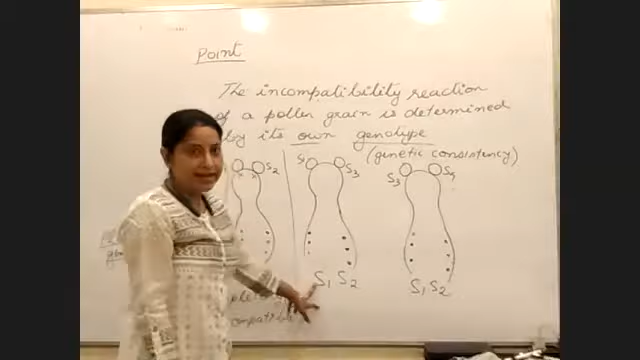 Point
The incompatibility reaction
of a pollen grain is determined
by its own genotype
(genetic consistency)
S2
S1 S3
S3 S4
S1 S2
S1, S2